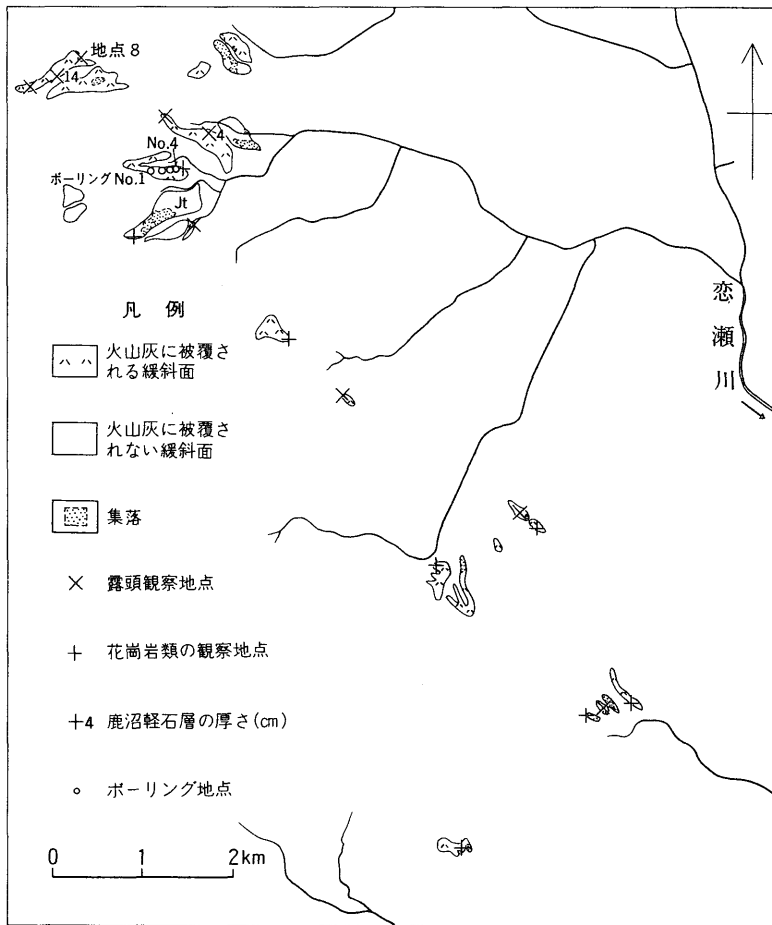 地点8
14
4
No.4
ボーリングNo.1
Jt
恋瀬川
凡 例
火山灰に被覆さ
れる緩斜面
火山灰に被覆さ
れない緩斜面
集落
露頭観察地点
花崗岩類の観察地点
4 鹿沼軽石層の厚さ(cm)
ボーリング地点
0 1 2km